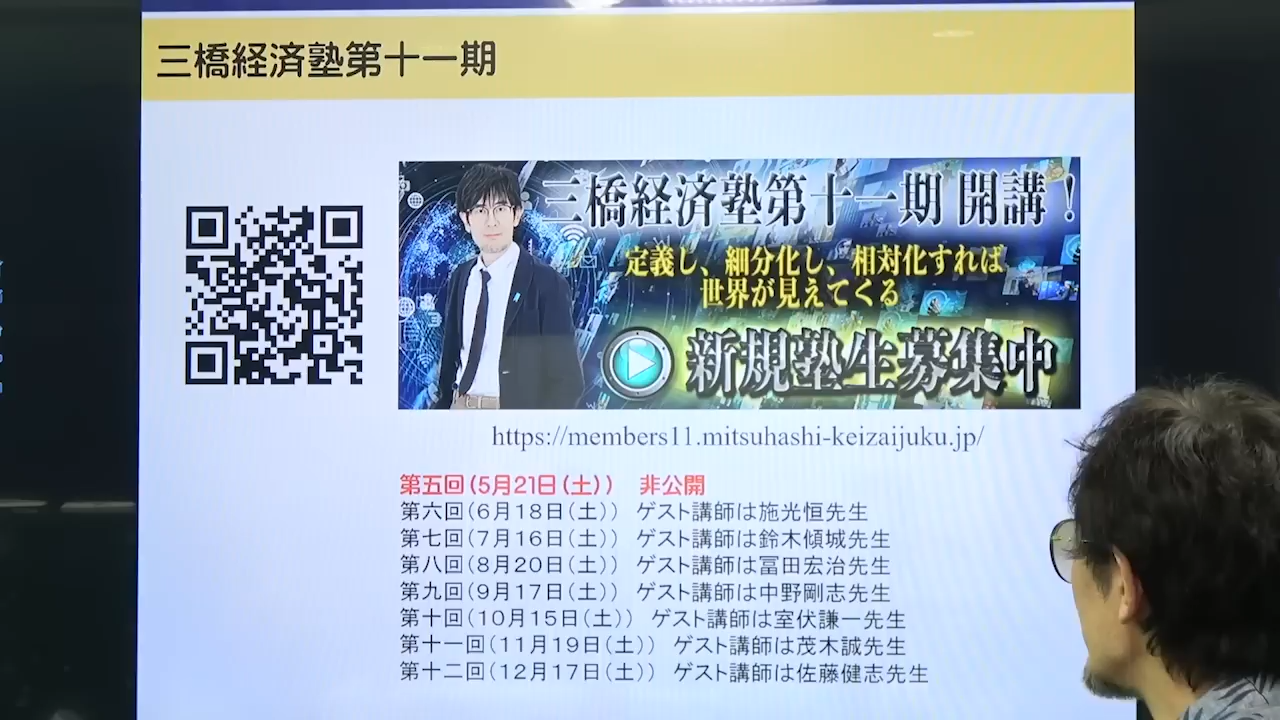 三橋経済塾第十一期
三橋経済塾第十一期 開講！
定義し、細分化し、相対化すれば
世界が見えてくる
新規塾生募集中
https://members11.mitsuhashi-keizaijuku.jp/
第五回（5月21日（土）） 非公開
第六回（6月18日（土）） ゲスト講師は施光恒先生
第七回（7月16日（土）） ゲスト講師は鈴木傾城先生
第八回（8月20日（土）） ゲスト講師は冨田宏治先生
第九回（9月17日（土）） ゲスト講師は中野剛志先生
第十回（10月15日（土）） ゲスト講師は室伏謙一先生
第十一回（11月19日（土）） ゲスト講師は茂木誠先生
第十二回（12月17日（土）） ゲスト講師は佐藤健志先生